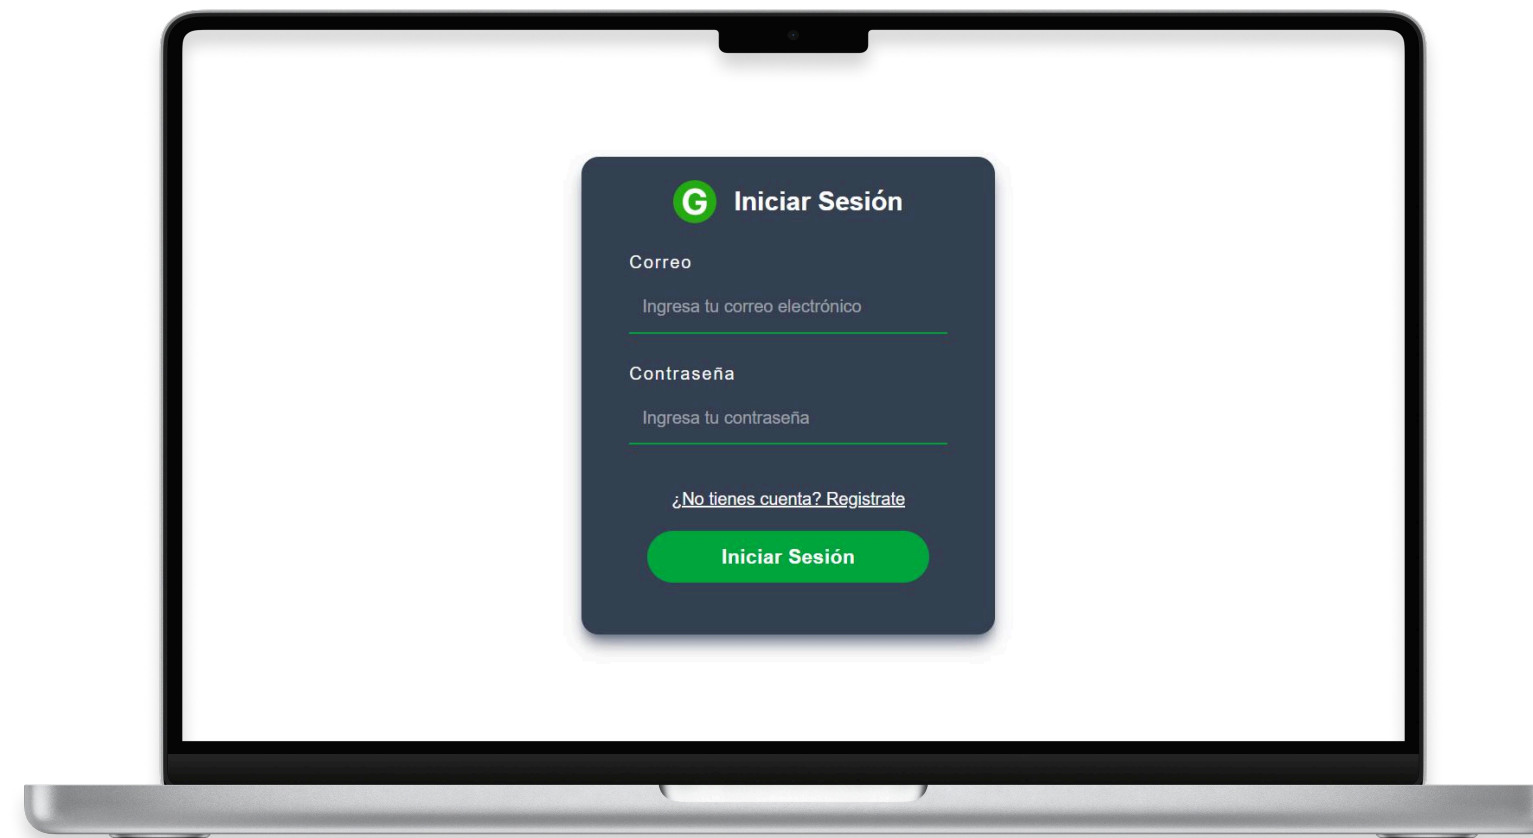 G Iniciar Sesión
Correo
Ingresa tu correo electrónico
Contraseña
Ingresa tu contraseña
¿No tienes cuenta? Registrate
Iniciar Sesión